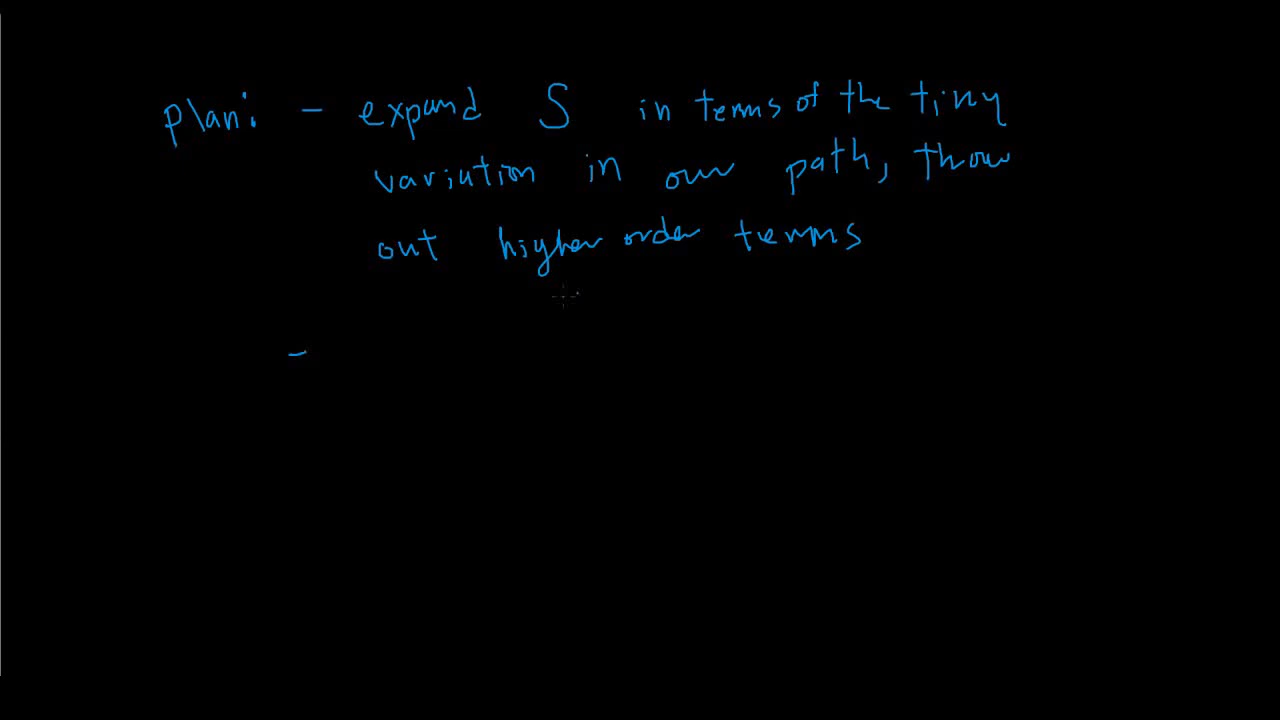 plan: - expand S in terms of the tiny
variation in our path, throw
out higher order terms
-